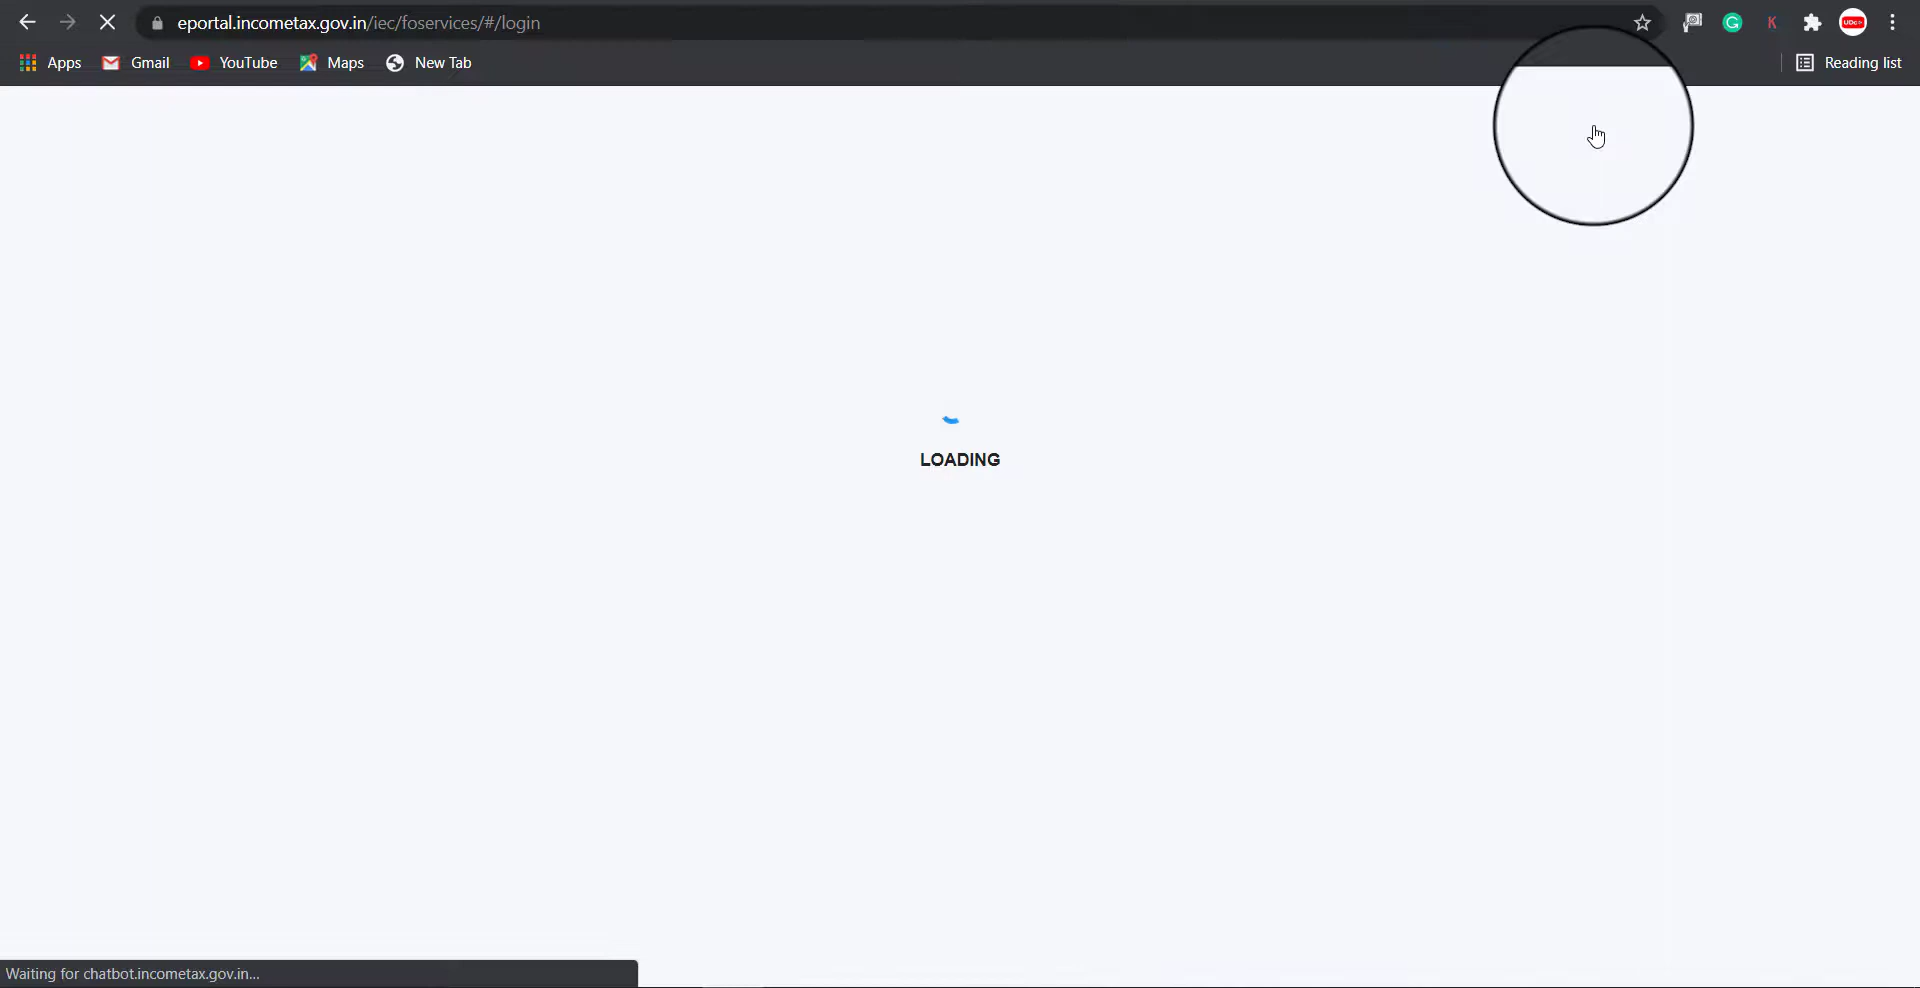 eportal.incometax.gov.in/iec/foservices/#/login
Apps Gmail YouTube Maps New Tab Reading list
LOADING
Waiting for chatbot.incometax.gov.in...